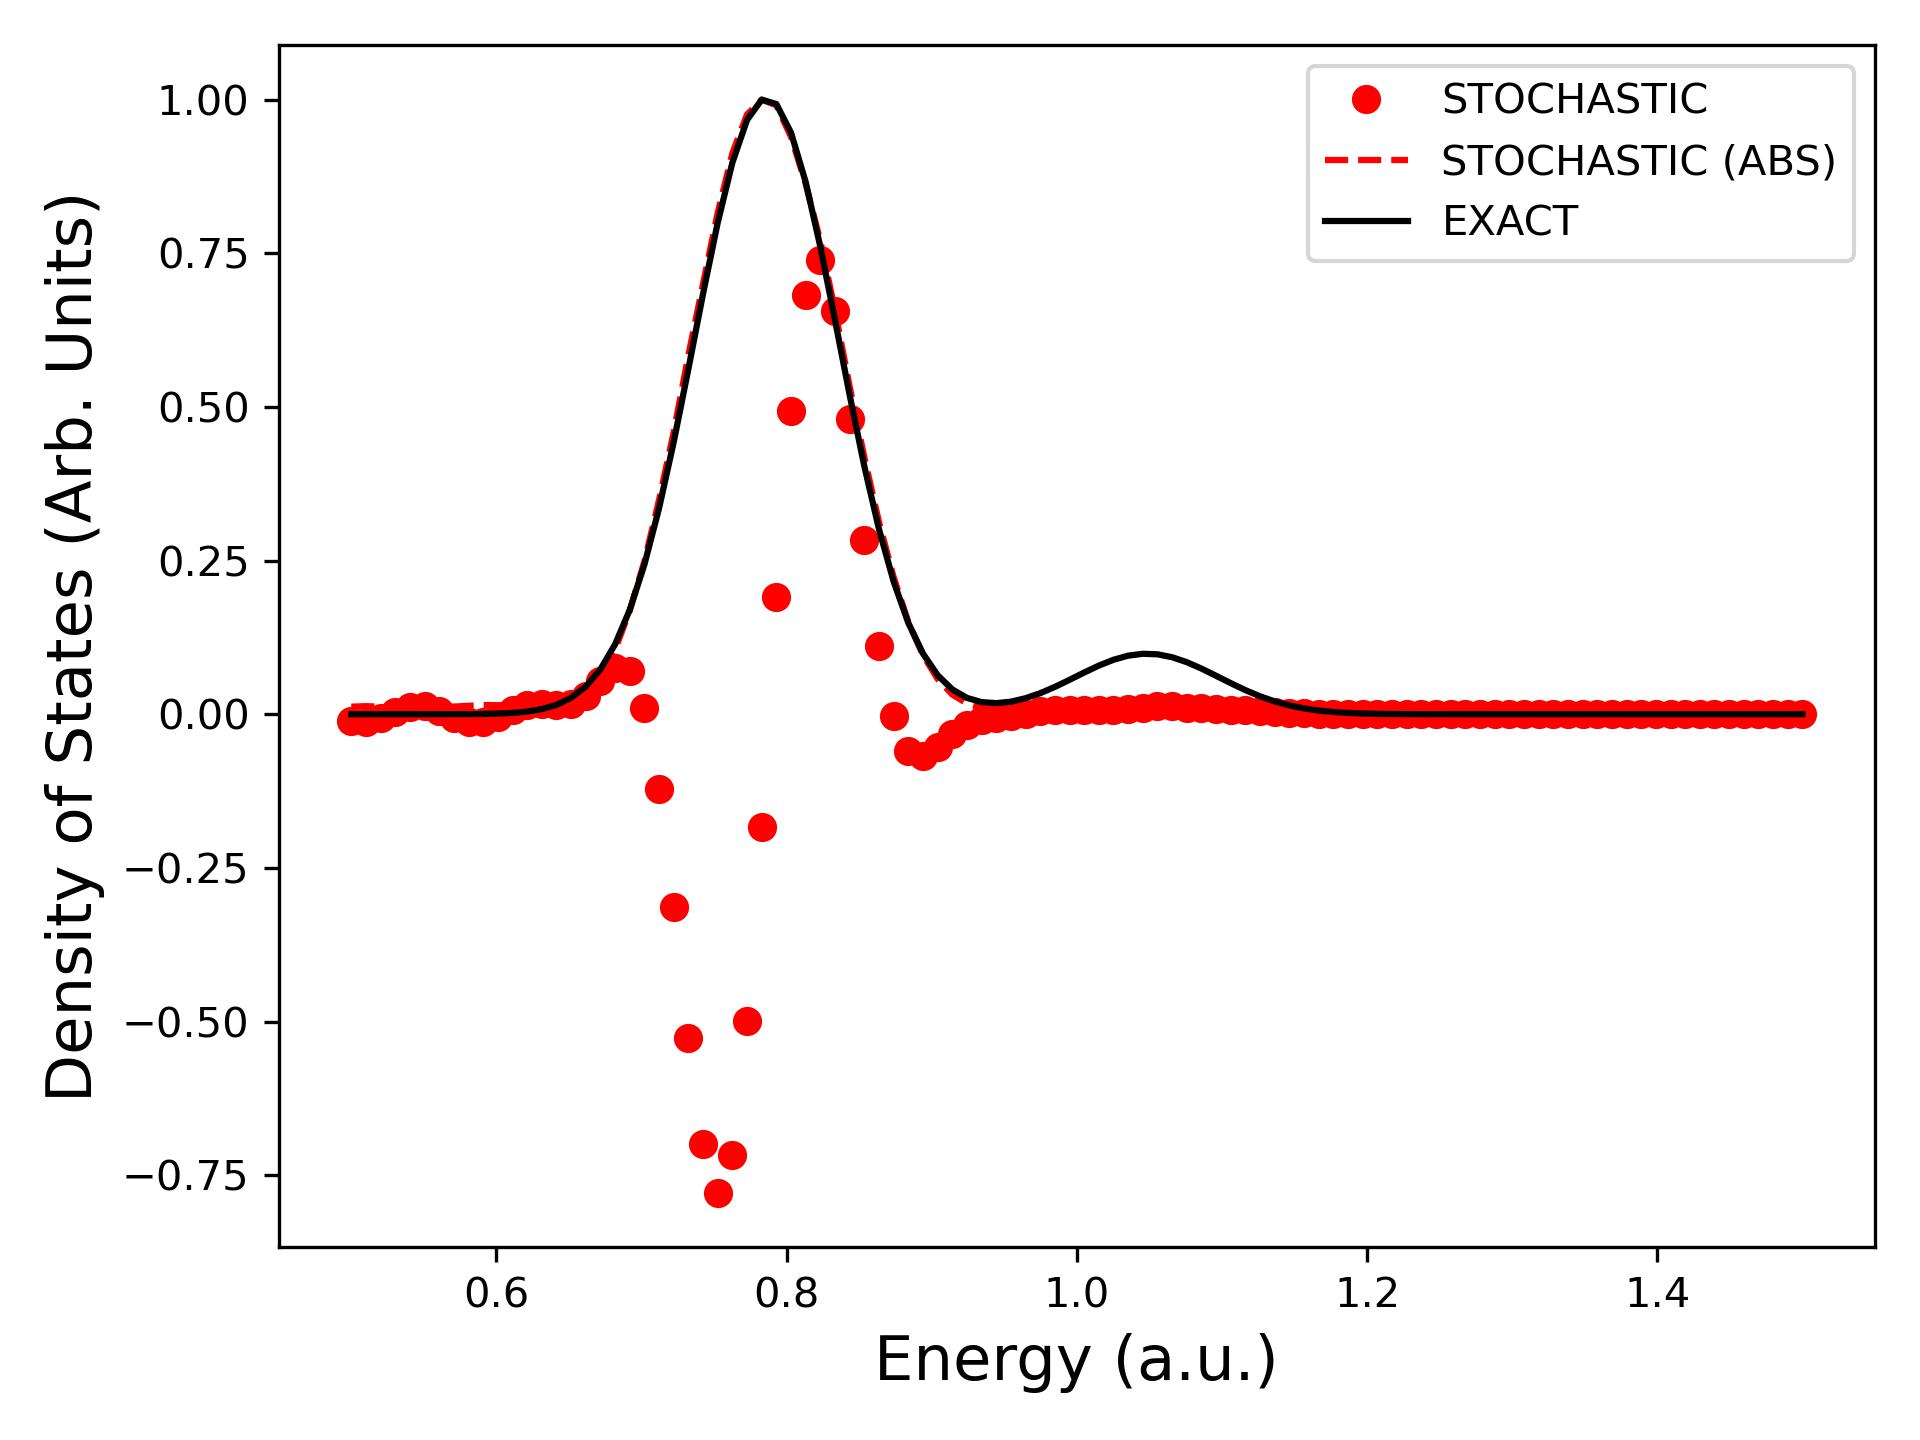 STOCHASTIC
STOCHASTIC (ABS)
EXACT
Density of States (Arb. Units)
1.00
0.75
0.50
0.25
0.00
−0.25
−0.50
−0.75
0.6 0.8 1.0 1.2 1.4
Energy (a.u.)